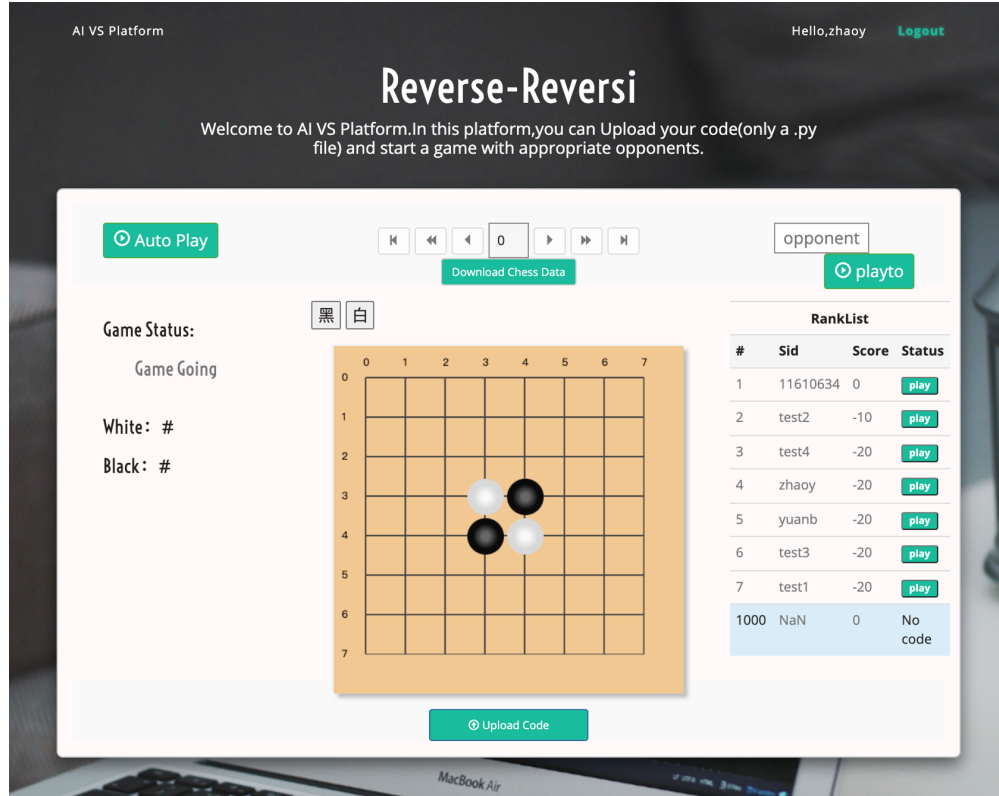 AI VS Platform
Hello,zhaoy
Logout
Reverse-Reversi
Welcome to AI VS Platform.In this platform,you can Upload your code(only a .py
file) and start a game with appropriate opponents.
Auto Play
0
Download Chess Data
opponent
playto
Game Status:
Game Going
White: #
Black: #
黑 白
0 1 2 3 4 5 6 7
0
1
2
3
4
5
6
7
RankList
# Sid Score Status
1 11610634 0 play
2 test2 -10 play
3 test4 -20 play
4 zhaoy -20 play
5 yuanb -20 play
6 test3 -20 play
7 test1 -20 play
1000 NaN 0 No
code
Upload Code
MacBook Air